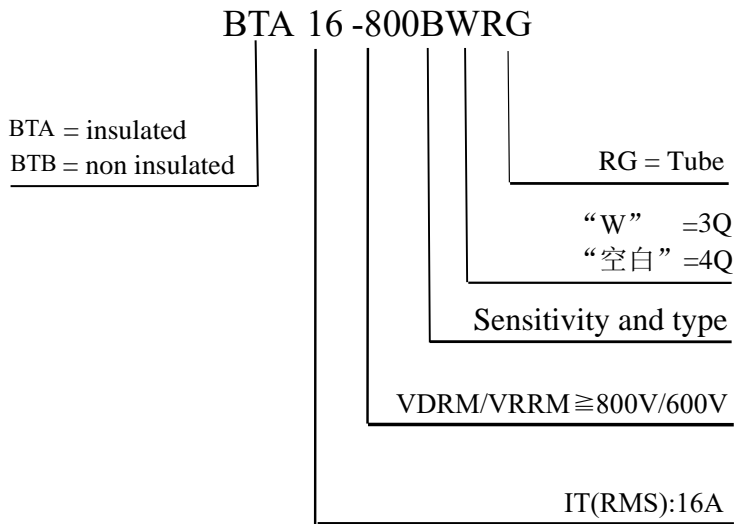 BTA 16 -800BWRG
BTA = insulated
BTB = non insulated
RG = Tube
“W” =3Q
“空白” =4Q
Sensitivity and type
VDRM/VRRM≧800V/600V
IT(RMS):16A